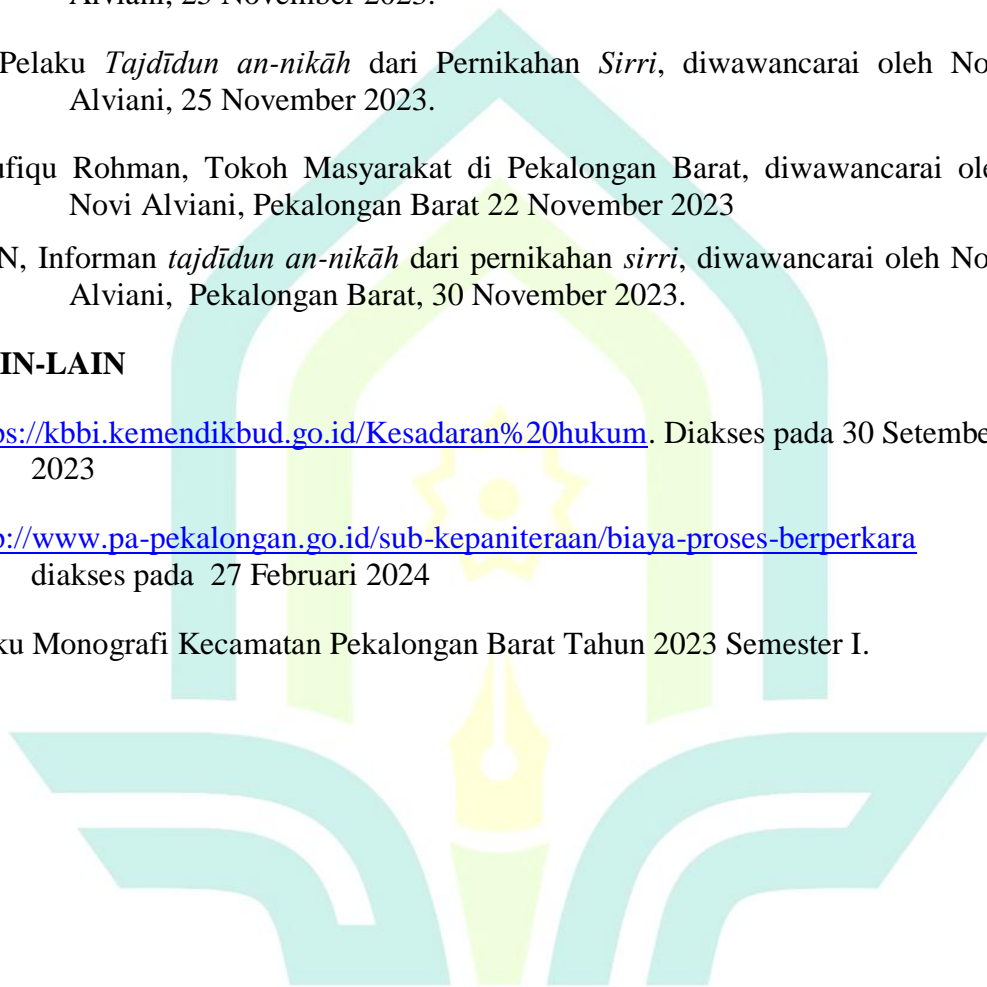 Alviani, 25 November 2023.
Pelaku Tajdīdun an-nikāh dari Pernikahan Sirri, diwawancarai oleh No
Alviani, 25 November 2023.
ufiqu Rohman, Tokoh Masyarakat di Pekalongan Barat, diwawancarai ole
Novi Alviani, Pekalongan Barat 22 November 2023
N, Informan tajdīdun an-nikāh dari pernikahan sirri, diwawancarai oleh No
Alviani, Pekalongan Barat, 30 November 2023.
IN-LAIN
ps://kbbi.kemendikbud.go.id/Kesadaran%20hukum. Diakses pada 30 Setembe
2023
p://www.pa-pekalongan.go.id/sub-kepaniteraan/biaya-proses-berperkara
diakses pada 27 Februari 2024
ku Monografi Kecamatan Pekalongan Barat Tahun 2023 Semester I.